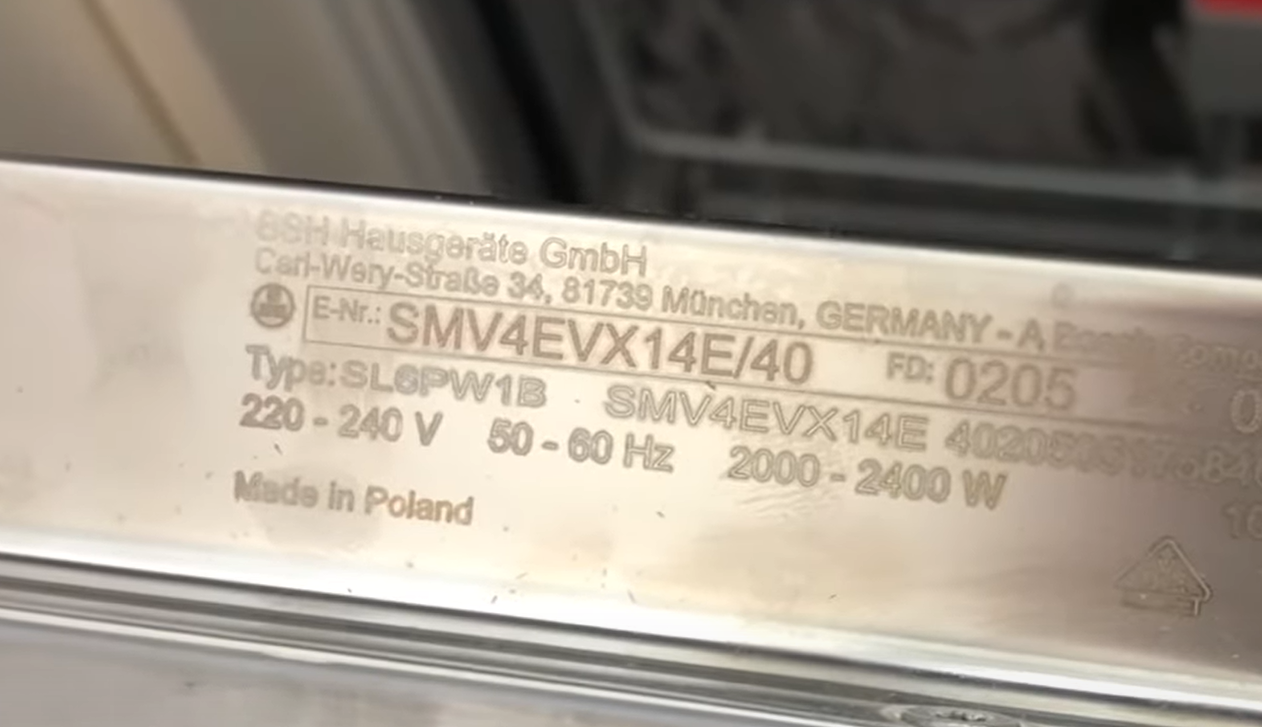 BSH Hausgeräte GmbH
Carl-Wery-Straße 34, 81739 München, GERMANY - A Bosch
E-Nr.: SMV4EVX14E/40 FD: 0205
Type: SL6PW1B SMV4EVX14E
220 - 240 V 50 - 60 Hz 2000 - 2400 W
Made in Poland